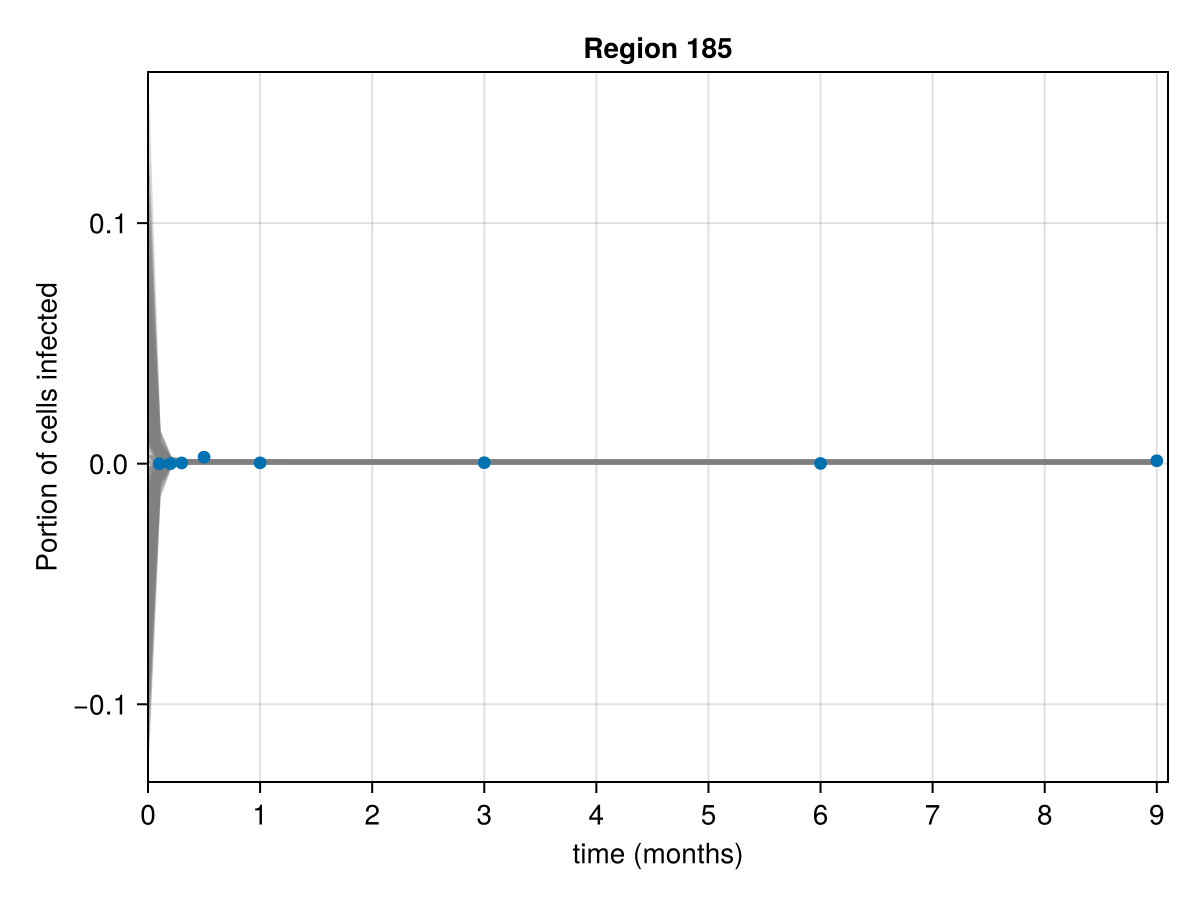 Region 185
Portion of cells infected
0.1
0.0
−0.1
0 1 2 3 4 5 6 7 8 9
time (months)